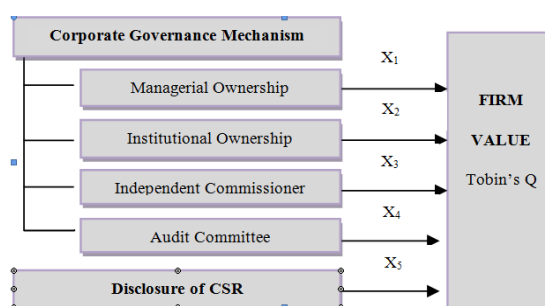 Corporate Governance Mechanism
X1
Managerial Ownership
X2
FIRM
VALUE
Tobin's Q
Institutional Ownership
X3
Independent Commissioner
X4
Audit Committee
X5
Disclosure of CSR